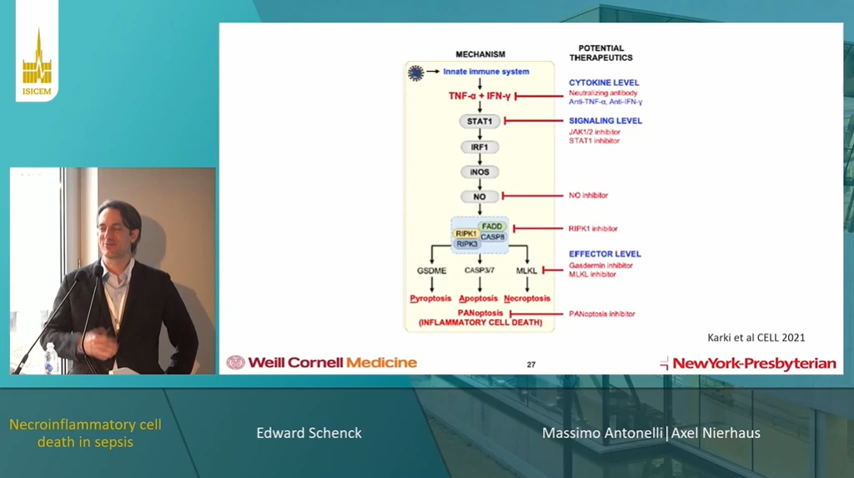 ISICEM
MECHANISM
POTENTIAL
THERAPEUTICS
Innate immune system
TNF-α + IFN-γ
CYTOKINE LEVEL
Neutralizing antibody
Anti-TNF-α, Anti-IFN-γ
STAT1
SIGNALING LEVEL
JAK1/2 inhibitor
STAT1 inhibitor
IRF1
iNOS
NO
NO inhibitor
FADD
RIPK1
CASP8
RIPK3
RIPK1 inhibitor
EFFECTOR LEVEL
Gasdermin inhibitor
MLKL inhibitor
GSDME
CASP3/7
MLKL
Pyroptosis
Apoptosis
Necroptosis
PANoptosis
(INFLAMMATORY CELL DEATH)
PANoptosis inhibitor
Karki et al CELL 2021
Weill Cornell Medicine
27
NewYork-Presbyterian
Necroinflammatory cell
death in sepsis
Edward Schenck
Massimo Antonelli|Axel Nierhaus